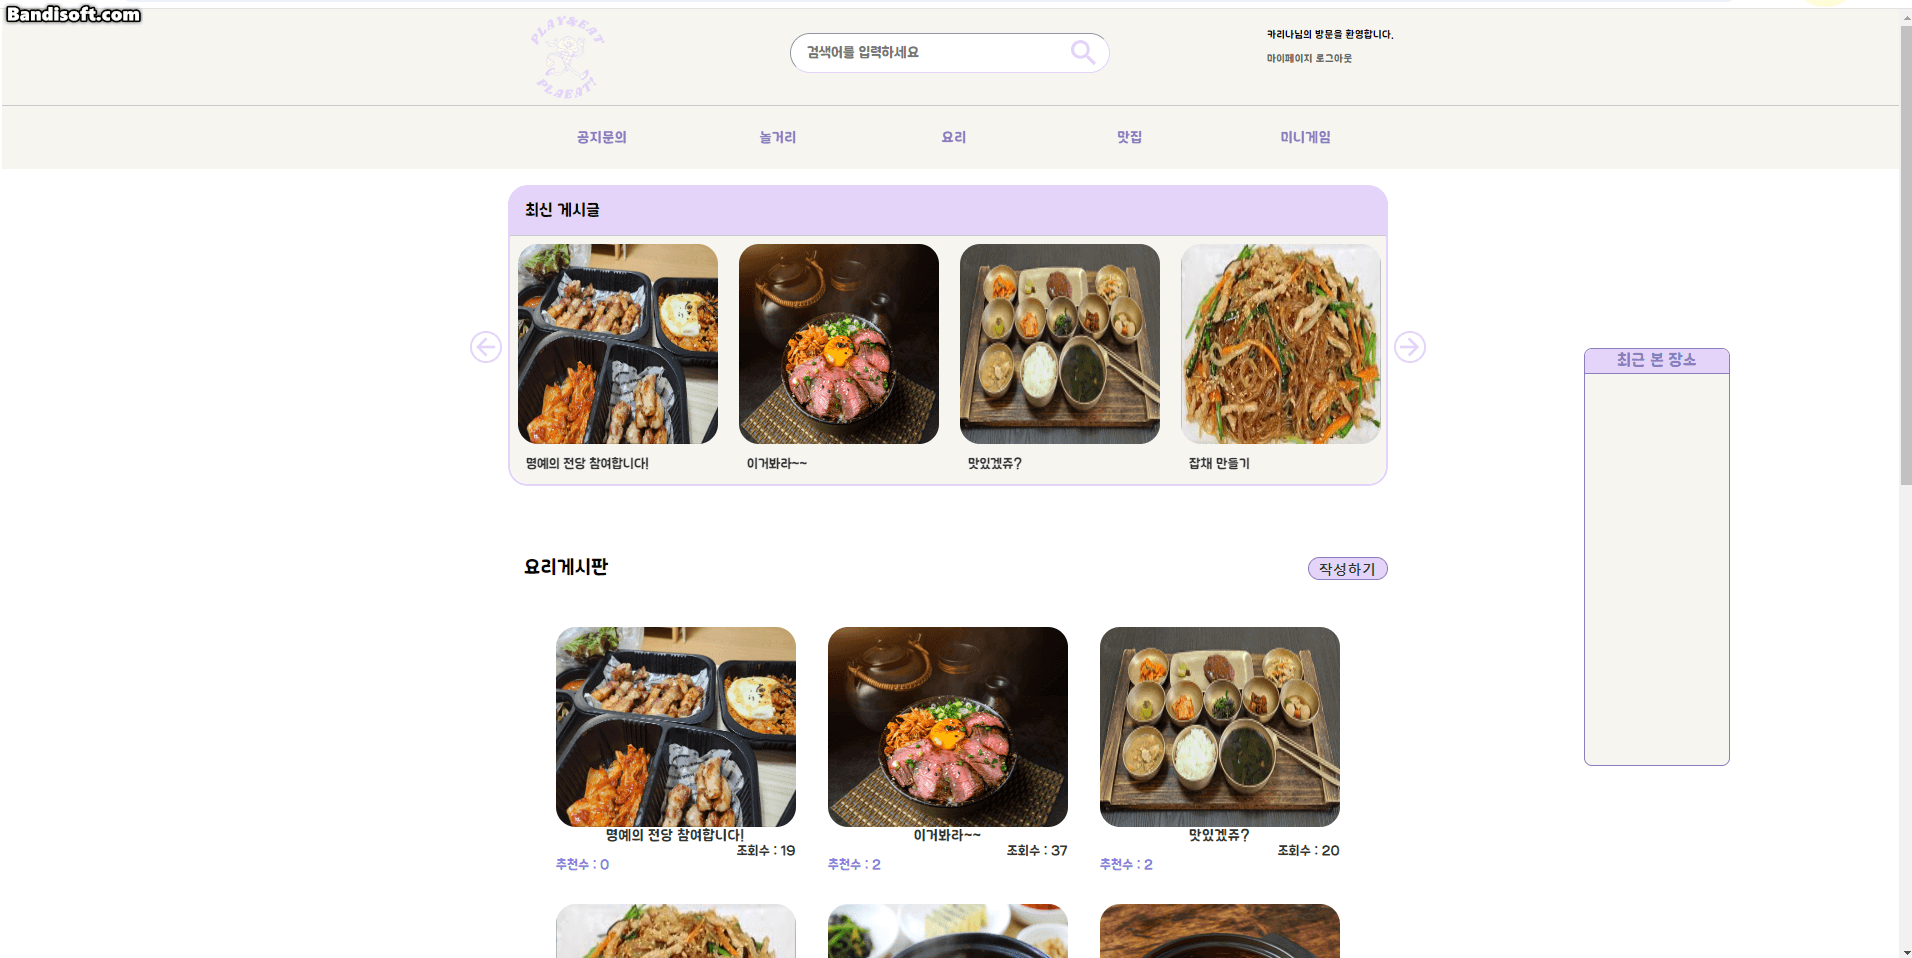 Bandisoft.com
PLAY&EAT
PLAEAT!
검색어를 입력하세요
카리나님의 방문을 환영합니다.
마이페이지 로그아웃
공지문의 놀거리 요리 맛집 미니게임
최신 게시글
명예의 전당 참여합니다! 이거봐라~~ 맛있겠쥬? 잡채 만들기
최근 본 장소
요리게시판 작성하기
명예의 전당 참여합니다! 이거봐라~~ 맛있겠쥬?
조회수 : 19 조회수 : 37 조회수 : 20
추천수 : 0 추천수 : 2 추천수 : 2